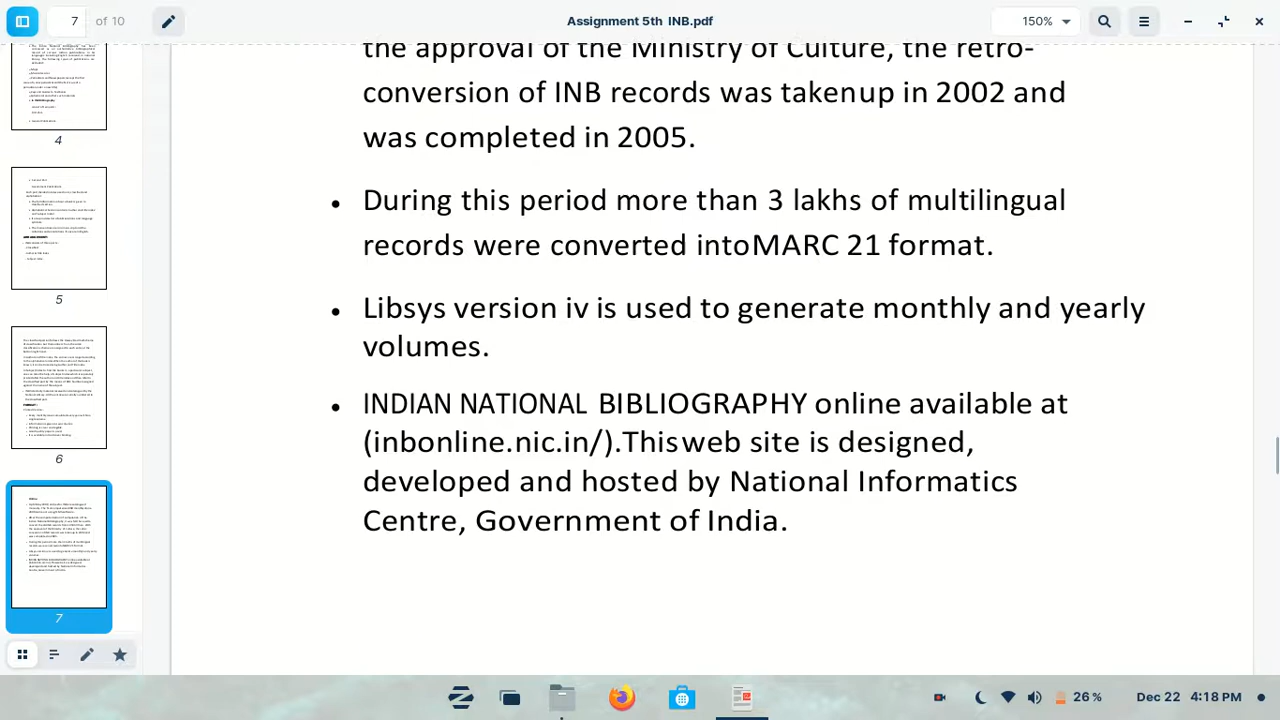 7 of 10
Assignment 5th INB.pdf
150%
the approval of the Ministry of Culture, the retro-
conversion of INB records was takenup in 2002 and
was completed in 2005.
• During this period more than 3 lakhs of multilingual
records were converted intoMARC 21 format.
• Libsys version iv is used to generate monthly and yearly
volumes.
• INDIAN NATIONAL BIBLIOGRAPHY online available at
(inbonline.nic.in/).Thisweb site is designed,
developed and hosted by National Informatics
Centre, Government of India.
4
5
6
7
26 %
Dec 22 4:18 PM